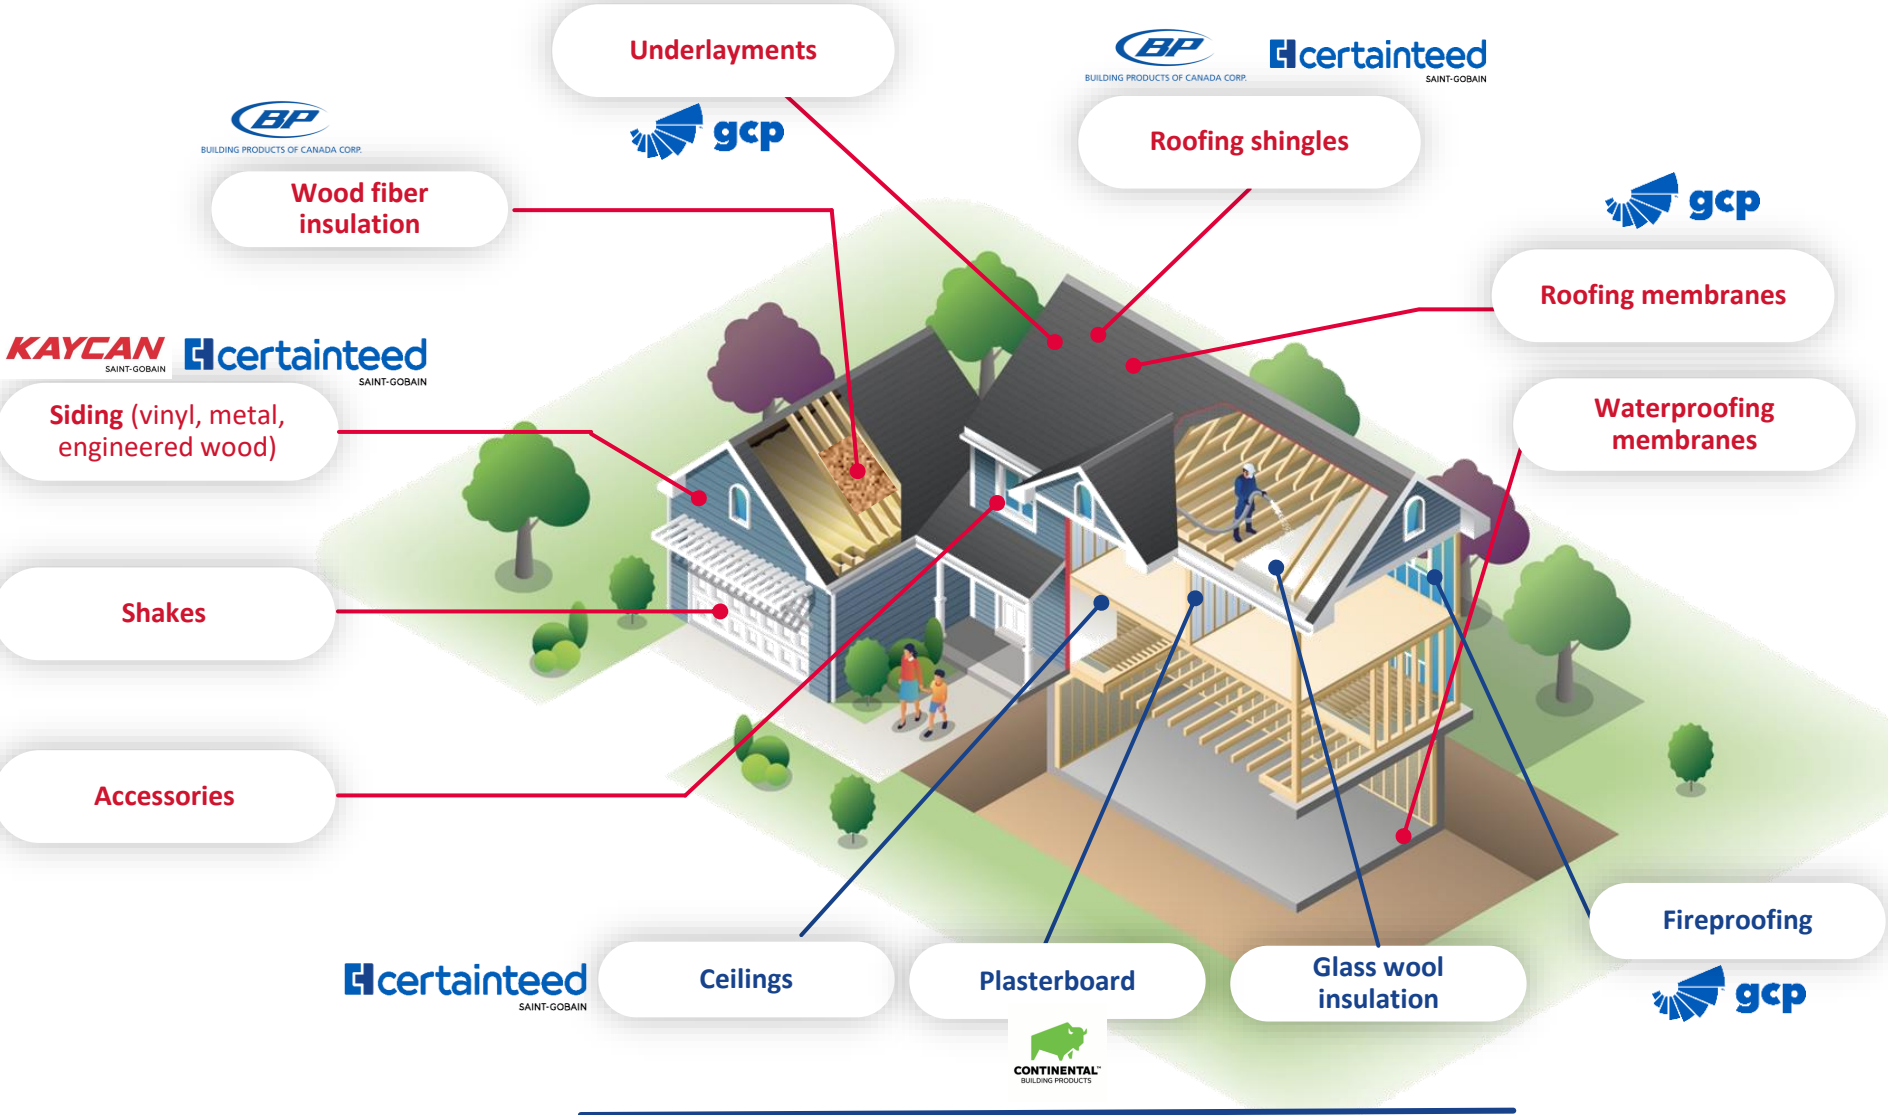 Underlayments
gcp
BP
BUILDING PRODUCTS OF CANADA CORP.
certainteed
SAINT-GOBAIN
Roofing shingles
BP
BUILDING PRODUCTS OF CANADA CORP.
Wood fiber
insulation
gcp
Roofing membranes
KAYCAN
SAINT-GOBAIN
certainteed
SAINT-GOBAIN
Siding (vinyl, metal,
engineered wood)
Waterproofing
membranes
Shakes
Accessories
certainteed
SAINT-GOBAIN
Ceilings
Plasterboard
CONTINENTAL™
BUILDING PRODUCTS
Glass wool
insulation
Fireproofing
gcp